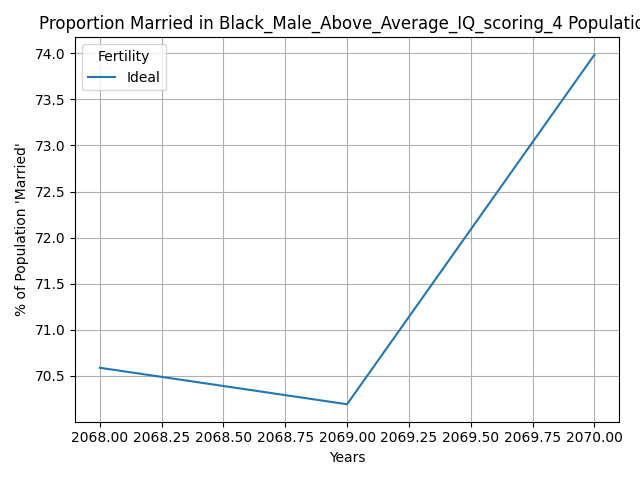 Proportion Married in Black_Male_Above_Average_IQ_scoring_4 Populatio
Fertility
Ideal
74.0
73.5
73.0
72.5
72.0
71.5
71.0
70.5
% of Population 'Married'
2068.00 2068.25 2068.50 2068.75 2069.00 2069.25 2069.50 2069.75 2070.00
Years